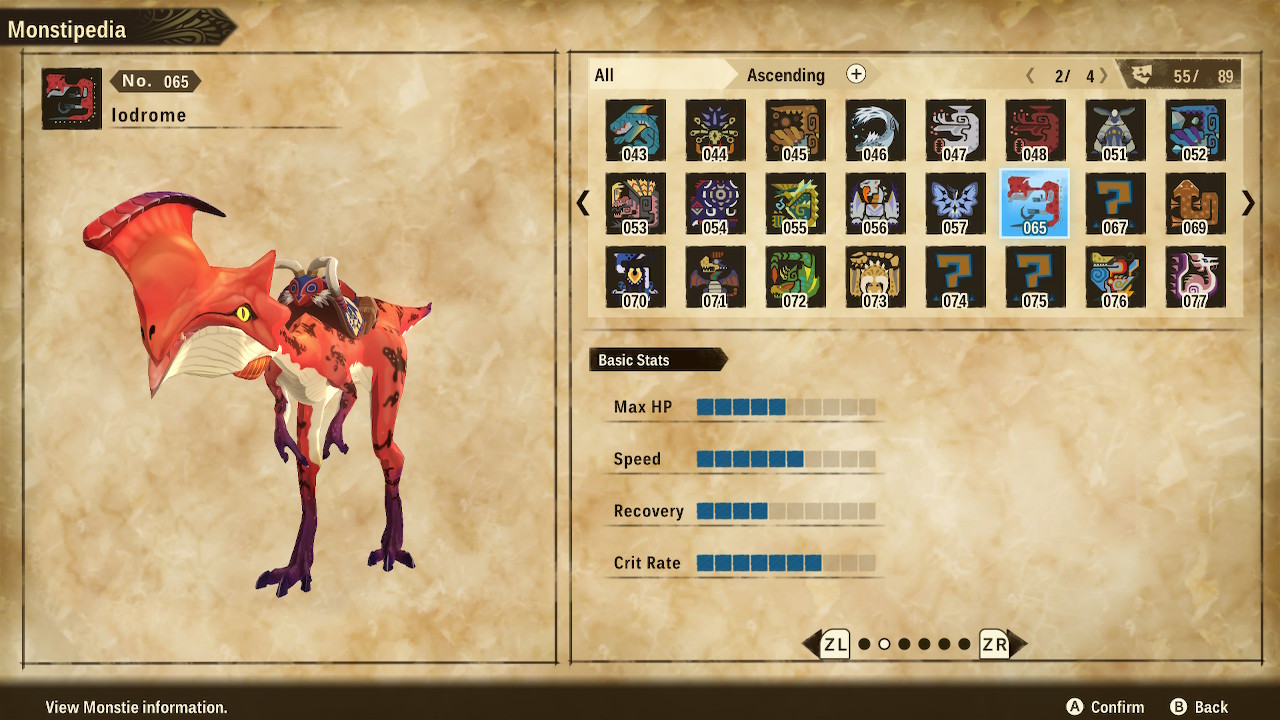 Monstipedia
No. 065
Iodrome
All
Ascending
2/ 4
55/ 89
043 044 045 046 047 048 051 052
053 054 055 056 057 065 067 069
070 071 072 073 074 075 076 077
Basic Stats
Max HP
Speed
Recovery
Crit Rate
ZL
ZR
View Monstie information.
A Confirm
B Back